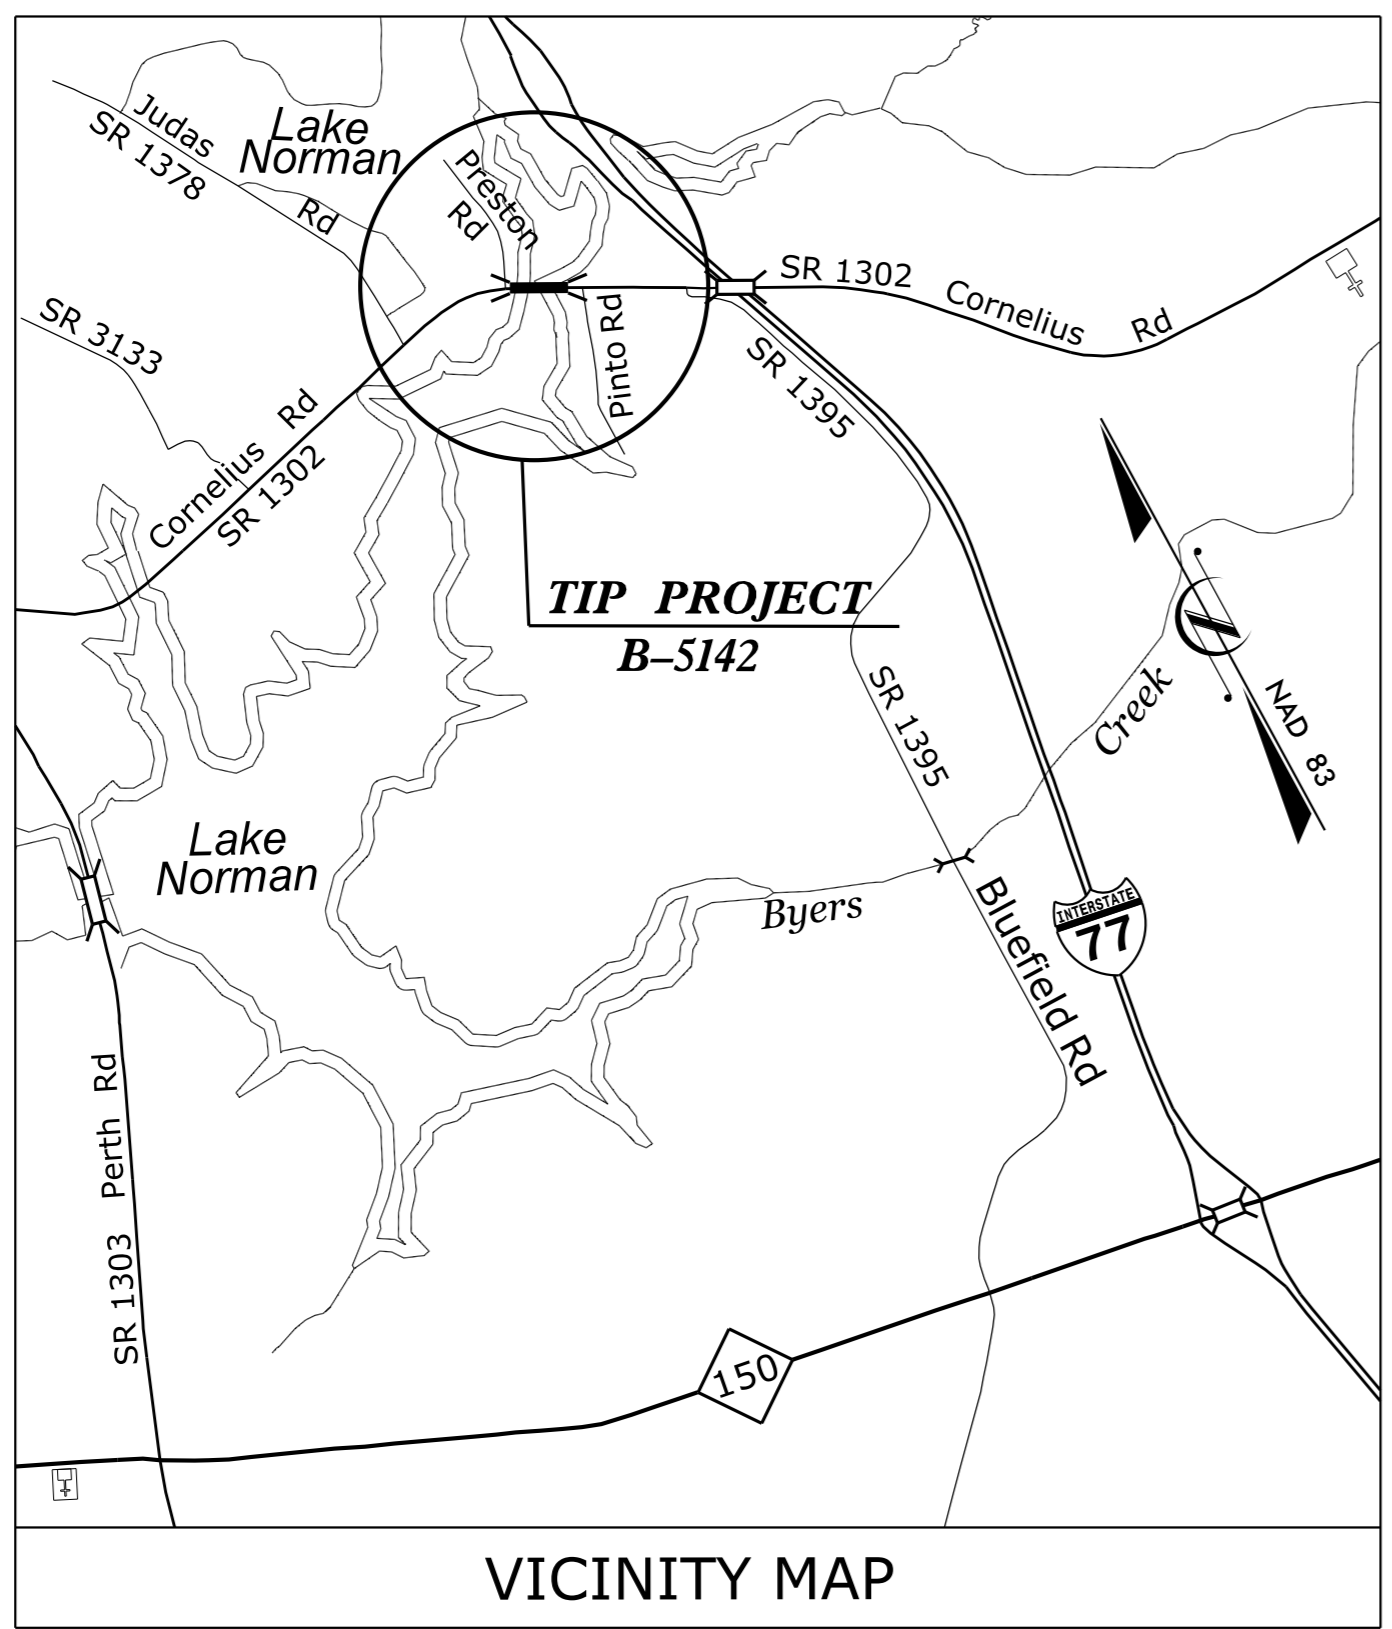 Judas
SR 1378
Rd
Lake
Norman
Preston
Rd
SR 1302
Cornelius
Rd
SR 3133
Pinto Rd
SR 1395
Cornelius
Rd
SR 1302
TIP PROJECT
B–5142
SR 1395
Creek
NAD 83
Lake
Norman
Byers
Bluefield Rd
INTERSTATE
77
SR 1303 Perth Rd
150
VICINITY MAP